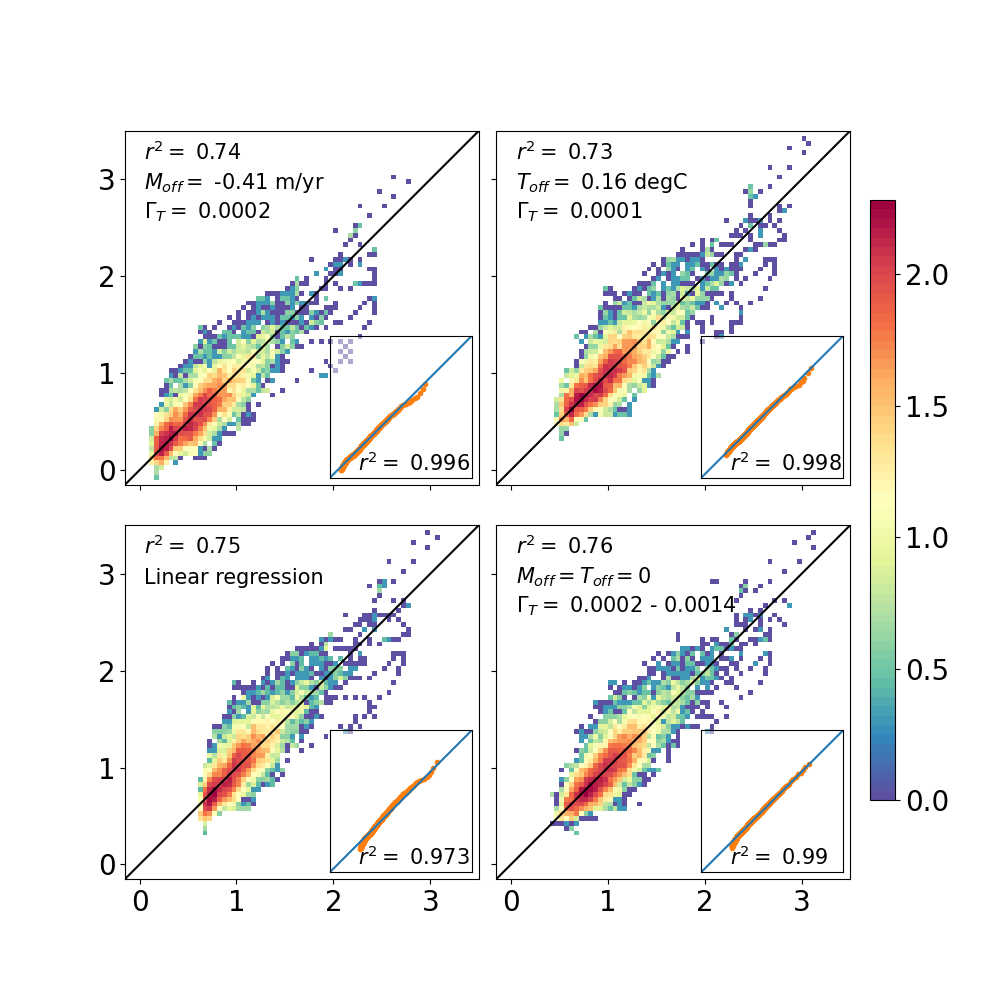 r² = 0.74
M_off = -0.41 m/yr
Γ_T = 0.0002
r² = 0.996
3
2
1
0
r² = 0.73
T_off = 0.16 degC
Γ_T = 0.0001
r² = 0.998
r² = 0.75
Linear regression
r² = 0.973
3
2
1
0
0 1 2 3
r² = 0.76
M_off = T_off = 0
Γ_T = 0.0002 - 0.0014
r² = 0.99
0 1 2 3
2.0
1.5
1.0
0.5
0.0